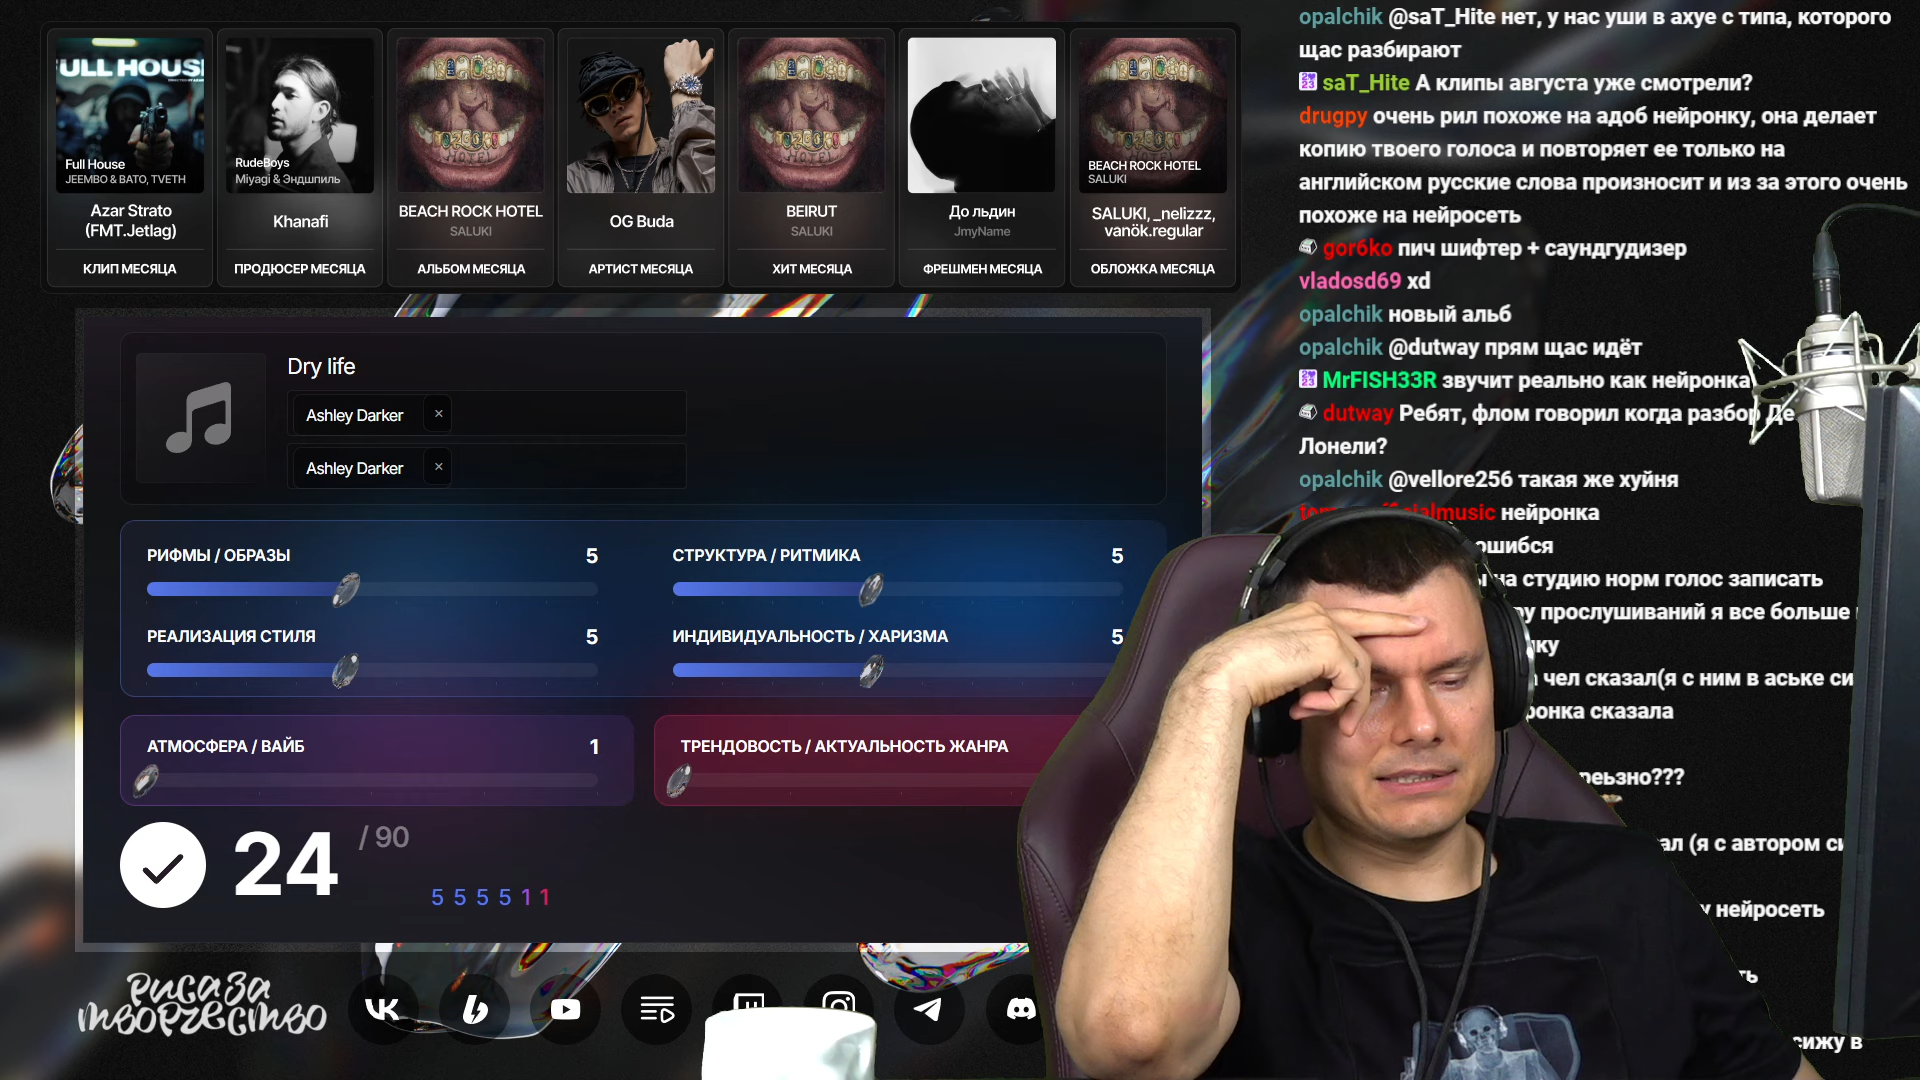 FULL HOUSE
Full House
JEEMBO & BATO, TVETH
Azar Strato
(FMT.Jetlag)
КЛИП МЕСЯЦА
RudeBoys
Miyagi & Эндшпиль
Khanafi
ПРОДЮСЕР МЕСЯЦА
BEACH ROCK HOTEL
SALUKI
АЛЬБОМ МЕСЯЦА
OG Buda
АРТИСТ МЕСЯЦА
BEIRUT
SALUKI
ХИТ МЕСЯЦА
До льдин
JmyName
ФРЕШМЕН МЕСЯЦА
BEACH ROCK HOTEL
SALUKI
SALUKI, _nelizzz,
vanök.regular
ОБЛОЖКА МЕСЯЦА
Dry life
Ashley Darker ×
Ashley Darker ×
РИФМЫ / ОБРАЗЫ 5
СТРУКТУРА / РИТМИКА 5
РЕАЛИЗАЦИЯ СТИЛЯ 5
ИНДИВИДУАЛЬНОСТЬ / ХАРИЗМА 5
АТМОСФЕРА / ВАЙБ 1
ТРЕНДОВОСТЬ / АКТУАЛЬНОСТЬ ЖАНРА
24 / 90
5 5 5 5 1 1
РИСАЗА
ТВОРЧЕСТВО
opalchik @saT_Hite нет, у нас уши в ахуе с типа, которого
щас разбирают
saT_Hite А клипы августа уже смотрели?
drugpy очень рил похоже на адоб нейронку, она делает
копию твоего голоса и повторяет ее только на
английском русские слова произносит и из за этого очень
похоже на нейросеть
gor6ko пич шифтер + саундгудизер
vladosd69 xd
opalchik новый альб
opalchik @dutway прям щас идёт
MrFISH33R звучит реально как нейронка
dutway Ребят, флом говорил когда разбор Де
Лонели?
opalchik @vellore256 такая же хуйня
нейронка
ошибся
на студию норм голос записать
прослушиваний я все больше
чел сказал(я с ним в аське си
сказала
(я с автором
нейросеть
сижу в